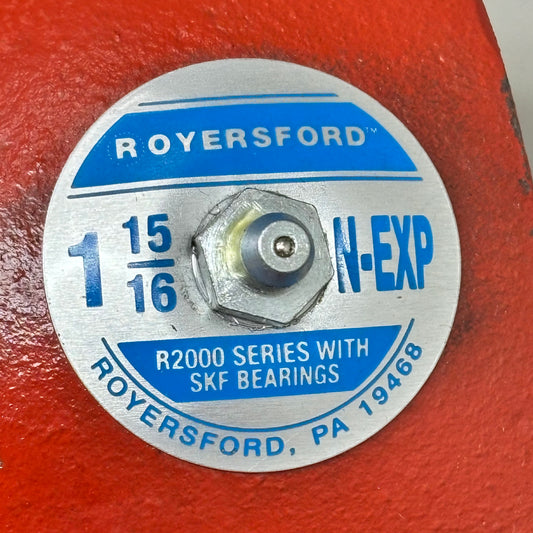 ROYERSFORD™
1 15/16 N-EXP
R2000 SERIES WITH
SKF BEARINGS
ROYERSFORD, PA 19468